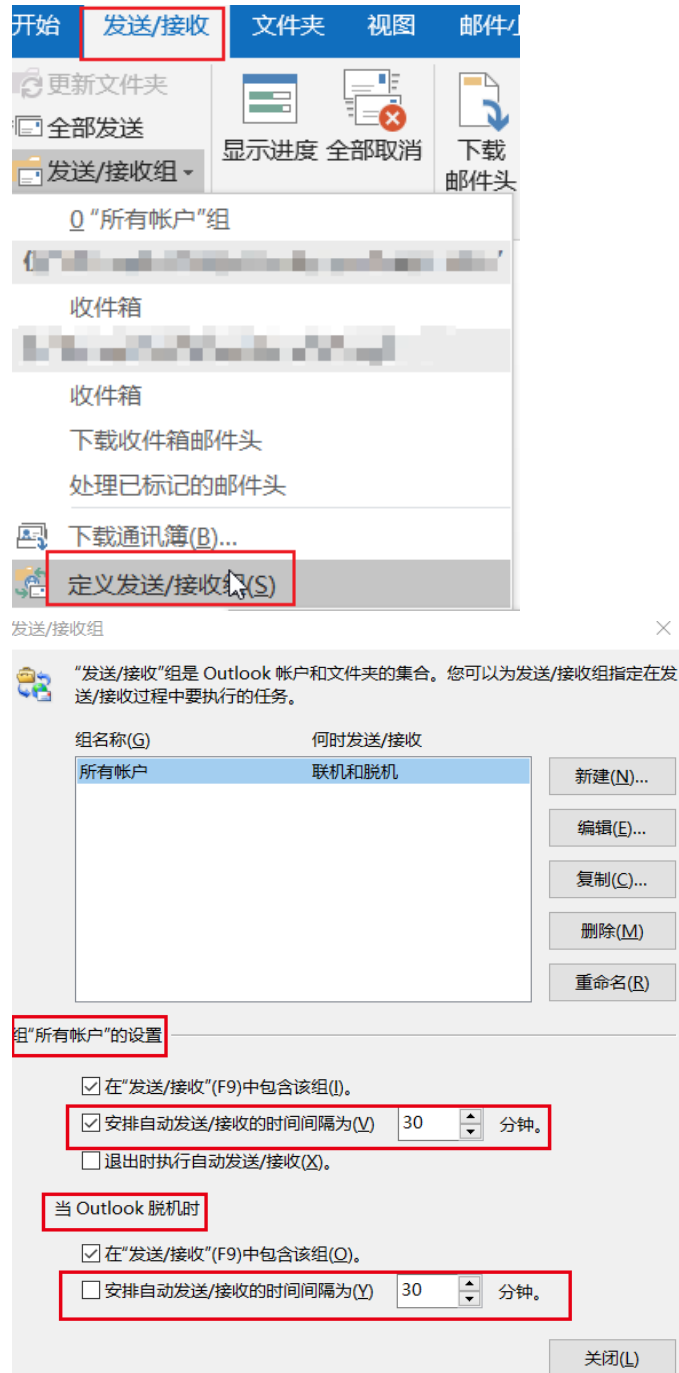 开始 发送/接收 文件夹 视图 邮件小
更新文件夹
全部发送
发送/接收组
显示进度 全部取消 下载
邮件头
0 "所有帐户"组
收件箱
收件箱
下载收件箱邮件头
处理已标记的邮件头
下载通讯簿(B)...
定义发送/接收组(S)
发送/接收组
"发送/接收"组是 Outlook 帐户和文件夹的集合。您可以为发送/接收组指定在发
送/接收过程中要执行的任务。
组名称(G) 何时发送/接收
所有帐户 联机和脱机
新建(N)...
编辑(E)...
复制(C)...
删除(M)
重命名(R)
组"所有帐户"的设置
在"发送/接收"(F9)中包含该组(I)。
安排自动发送/接收的时间间隔为(V) 30 分钟。
退出时执行自动发送/接收(X)。
当 Outlook 脱机时
在"发送/接收"(F9)中包含该组(O)。
安排自动发送/接收的时间间隔为(Y) 30 分钟。
关闭(L)